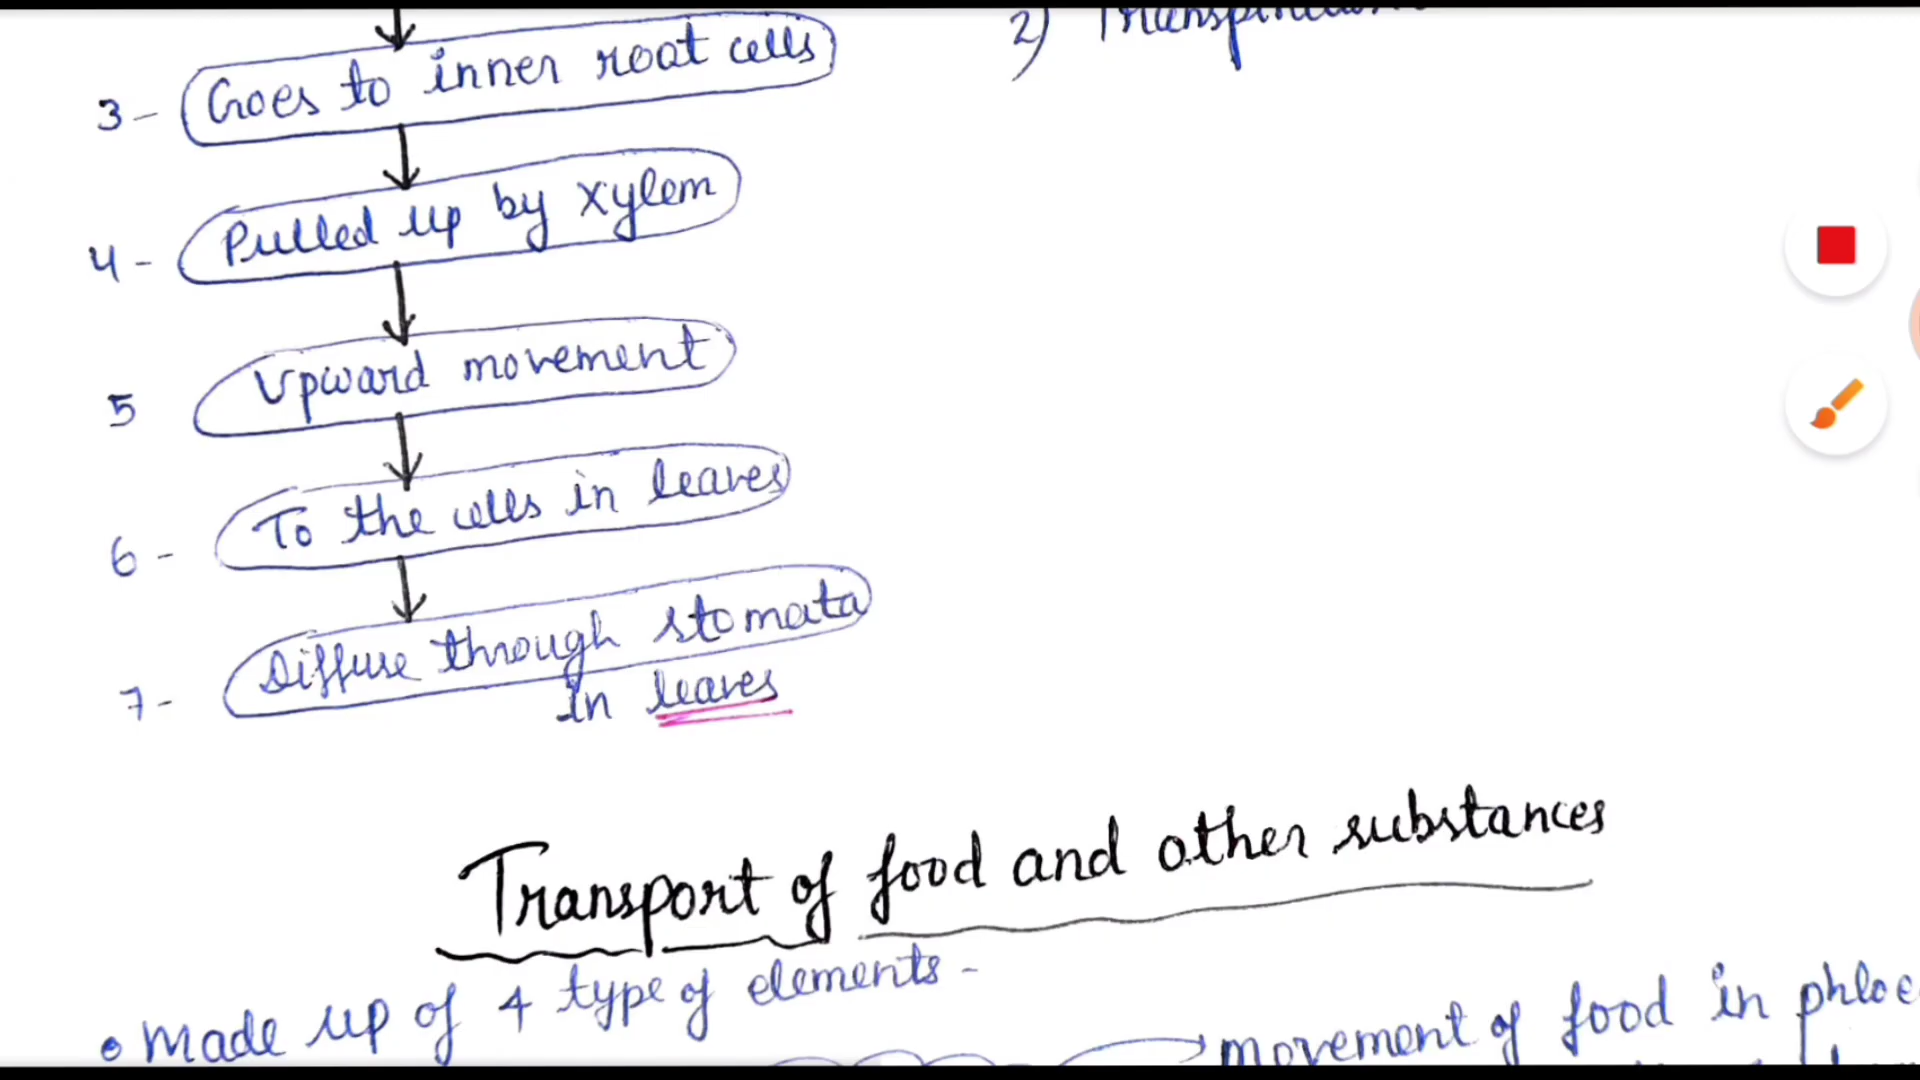 2) Transpiration
3- Goes to inner root cells
4- Pulled up by xylem
5 Upward movement
6- To the cells in leaves
7- Diffuse through stomata
in leaves
Transport of food and other substances
• Made up of 4 type of elements -
movement of food in phloe